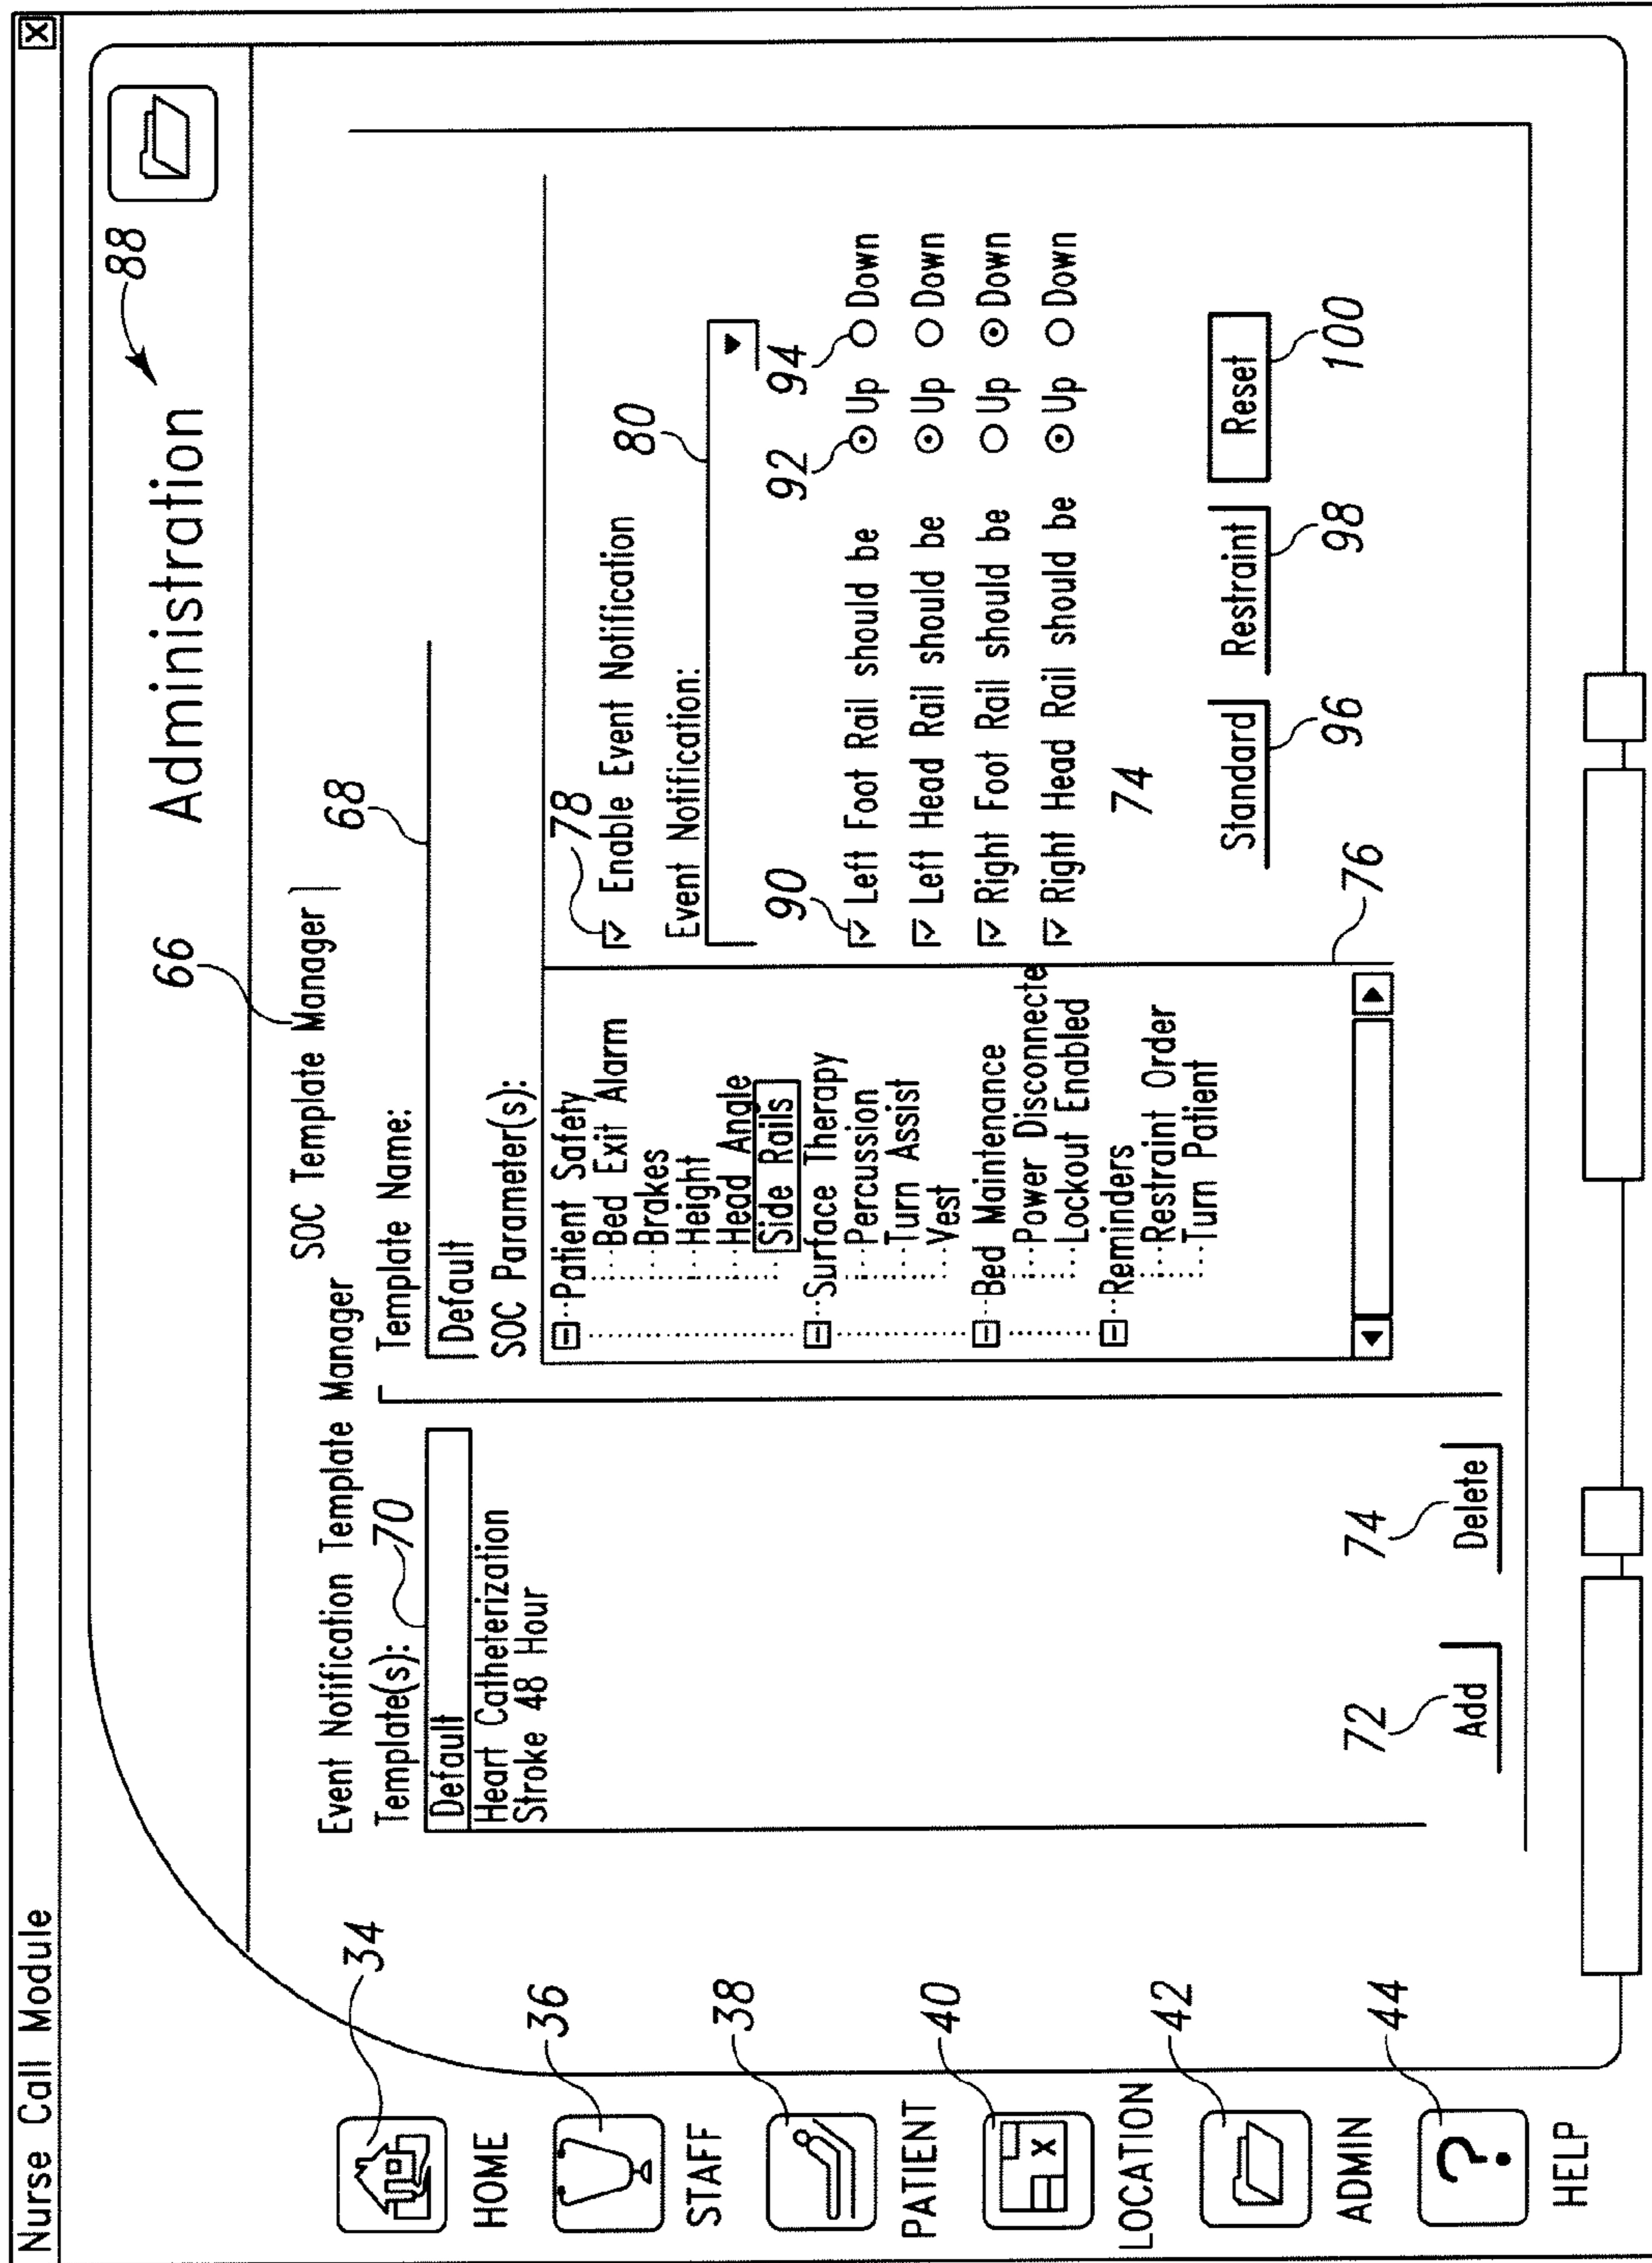 Nurse Call Module
X
88
66
Administration
34
HOME
36
STAFF
38
PATIENT
40
LOCATION
X
42
ADMIN
44
?
HELP
Event Notification Template Manager
SOC Template Manager
Template(s):
70
Default
Heart Catheterization
Stroke 48 Hour
72
Add
74
Delete
Template Name:
68
Default
SOC Parameter(s):
Patient Safety
Bed Exit Alarm
Brakes
Height
Head Angle
Side Rails
Surface Therapy
Percussion
Turn Assist
Vest
Bed Maintenance
Power Disconnecte
Lockout Enabled
Reminders
Restraint Order
Turn Patient
76
78
Enable Event Notification
Event Notification:
80
90
92
94
Left Foot Rail should be Up Down
Left Head Rail should be Up Down
Right Foot Rail should be Up Down
Right Head Rail should be Up Down
74
Standard Restraint Reset
96 98 100